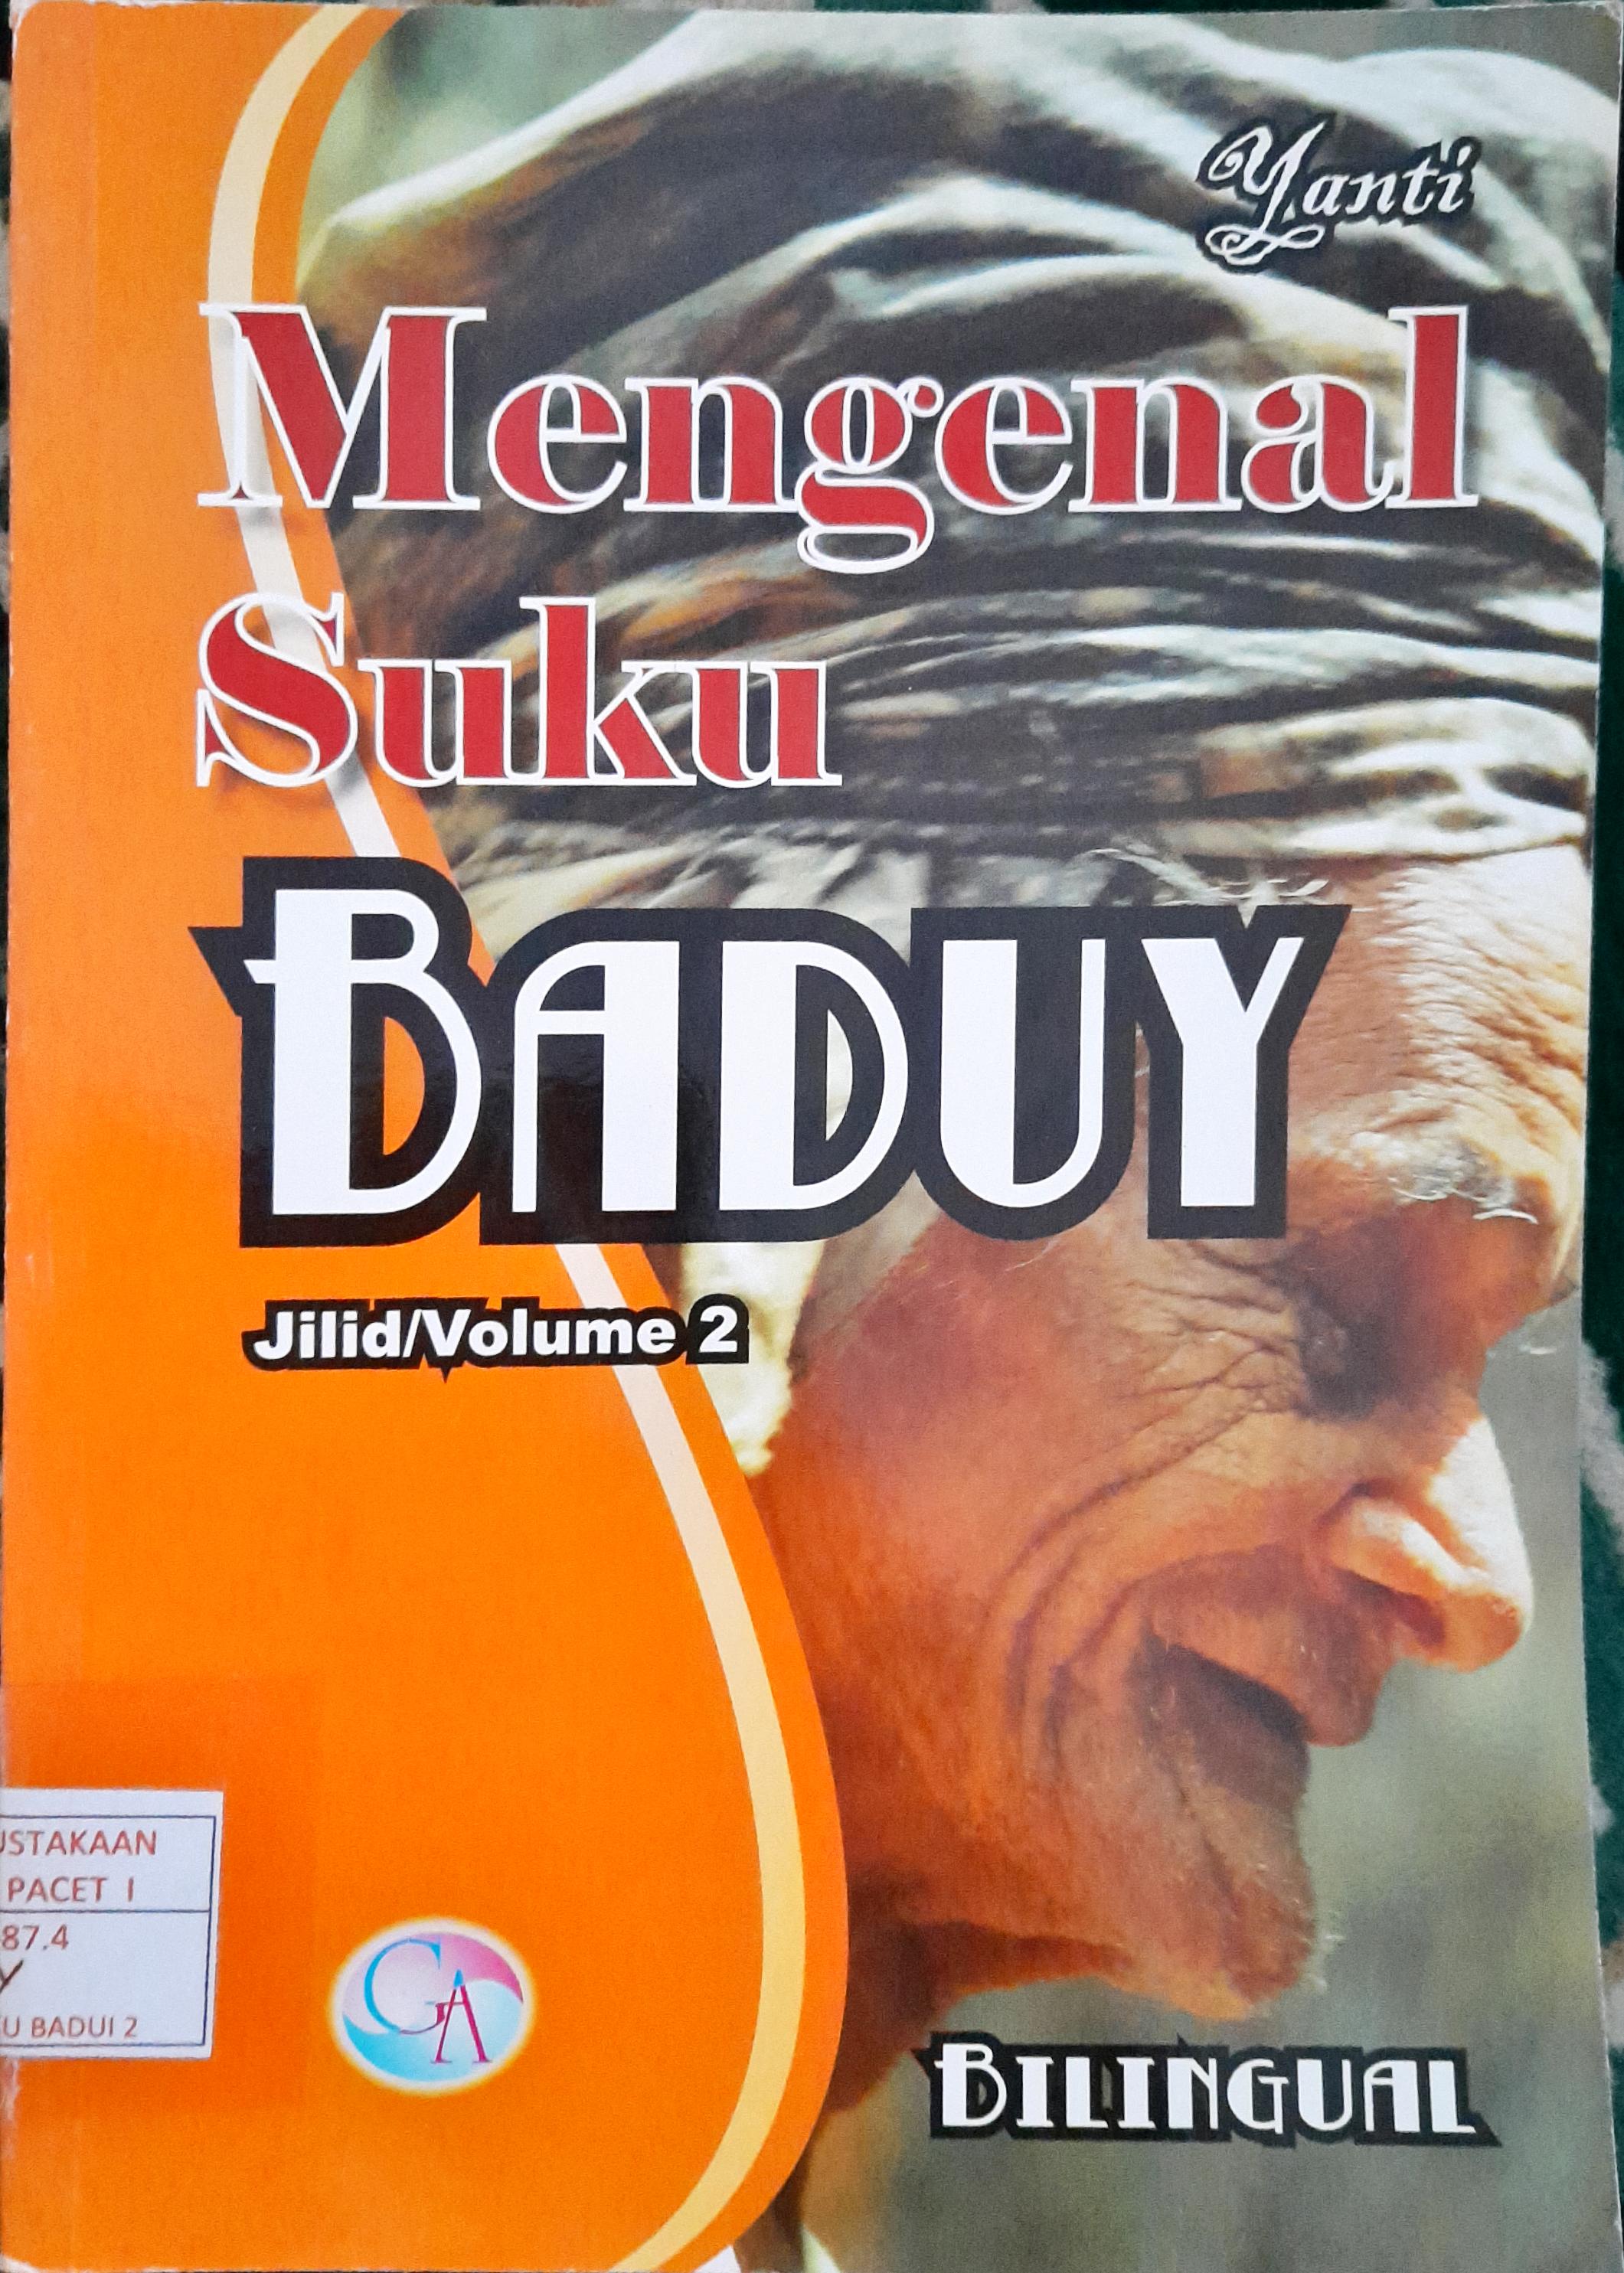 Yanti
Mengenal
Suku
BADUY
Jilid/Volume 2
USTAKAAN
PACET I
87.4
Y
U BADUI 2
GA
BILINGUAL